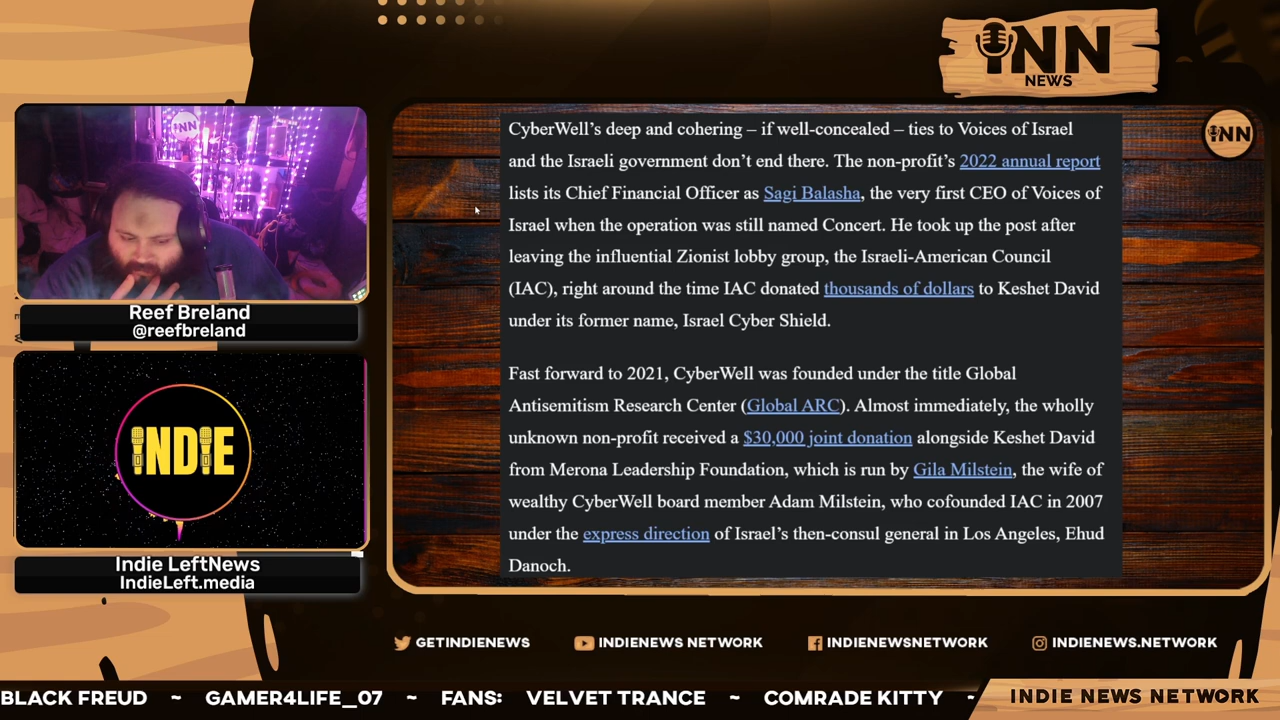 iNN
NEWS
iNN
iNN
CyberWell’s deep and cohering – if well-concealed – ties to Voices of Israel
and the Israeli government don’t end there. The non-profit’s 2022 annual report
lists its Chief Financial Officer as Sagi Balasha, the very first CEO of Voices of
Israel when the operation was still named Concert. He took up the post after
leaving the influential Zionist lobby group, the Israeli-American Council
(IAC), right around the time IAC donated thousands of dollars to Keshet David
under its former name, Israel Cyber Shield.
Fast forward to 2021, CyberWell was founded under the title Global
Antisemitism Research Center (Global ARC). Almost immediately, the wholly
unknown non-profit received a $30,000 joint donation alongside Keshet David
from Merona Leadership Foundation, which is run by Gila Milstein, the wife of
wealthy CyberWell board member Adam Milstein, who cofounded IAC in 2007
under the express direction of Israel’s then-consul general in Los Angeles, Ehud
Danoch.
Reef Breland
@reefbreland
iNDiE
Indie LeftNews
IndieLeft.media
GETINDIENEWS
INDIENEWS NETWORK
INDIENEWSNETWORK
INDIENEWS.NETWORK
BLACK FREUD ~ GAMER4LIFE_07 ~ FANS: VELVET TRANCE ~ COMRADE KITTY ~
INDIE NEWS NETWORK